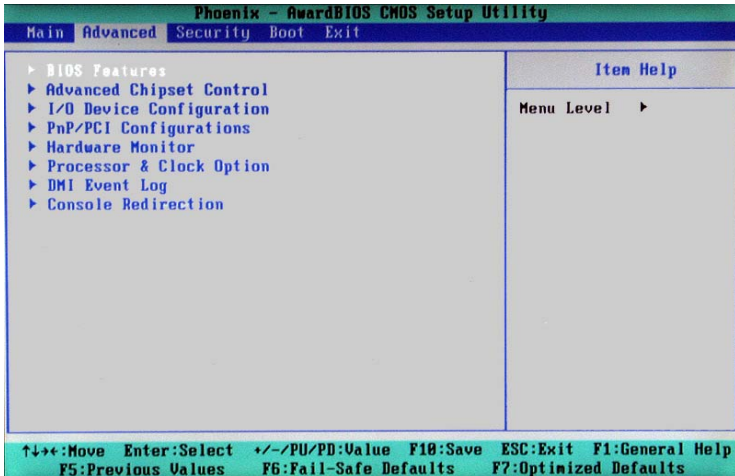 Phoenix - AwardBIOS CMOS Setup Utility
Main Advanced Security Boot Exit
▶ BIOS Features
▶ Advanced Chipset Control
▶ I/O Device Configuration
▶ PnP/PCI Configurations
▶ Hardware Monitor
▶ Processor & Clock Option
▶ DMI Event Log
▶ Console Redirection
Item Help
Menu Level ▶
↑↓→←:Move Enter:Select +/-/PU/PD:Value F10:Save ESC:Exit F1:General Help
F5:Previous Values F6:Fail-Safe Defaults F7:Optimized Defaults